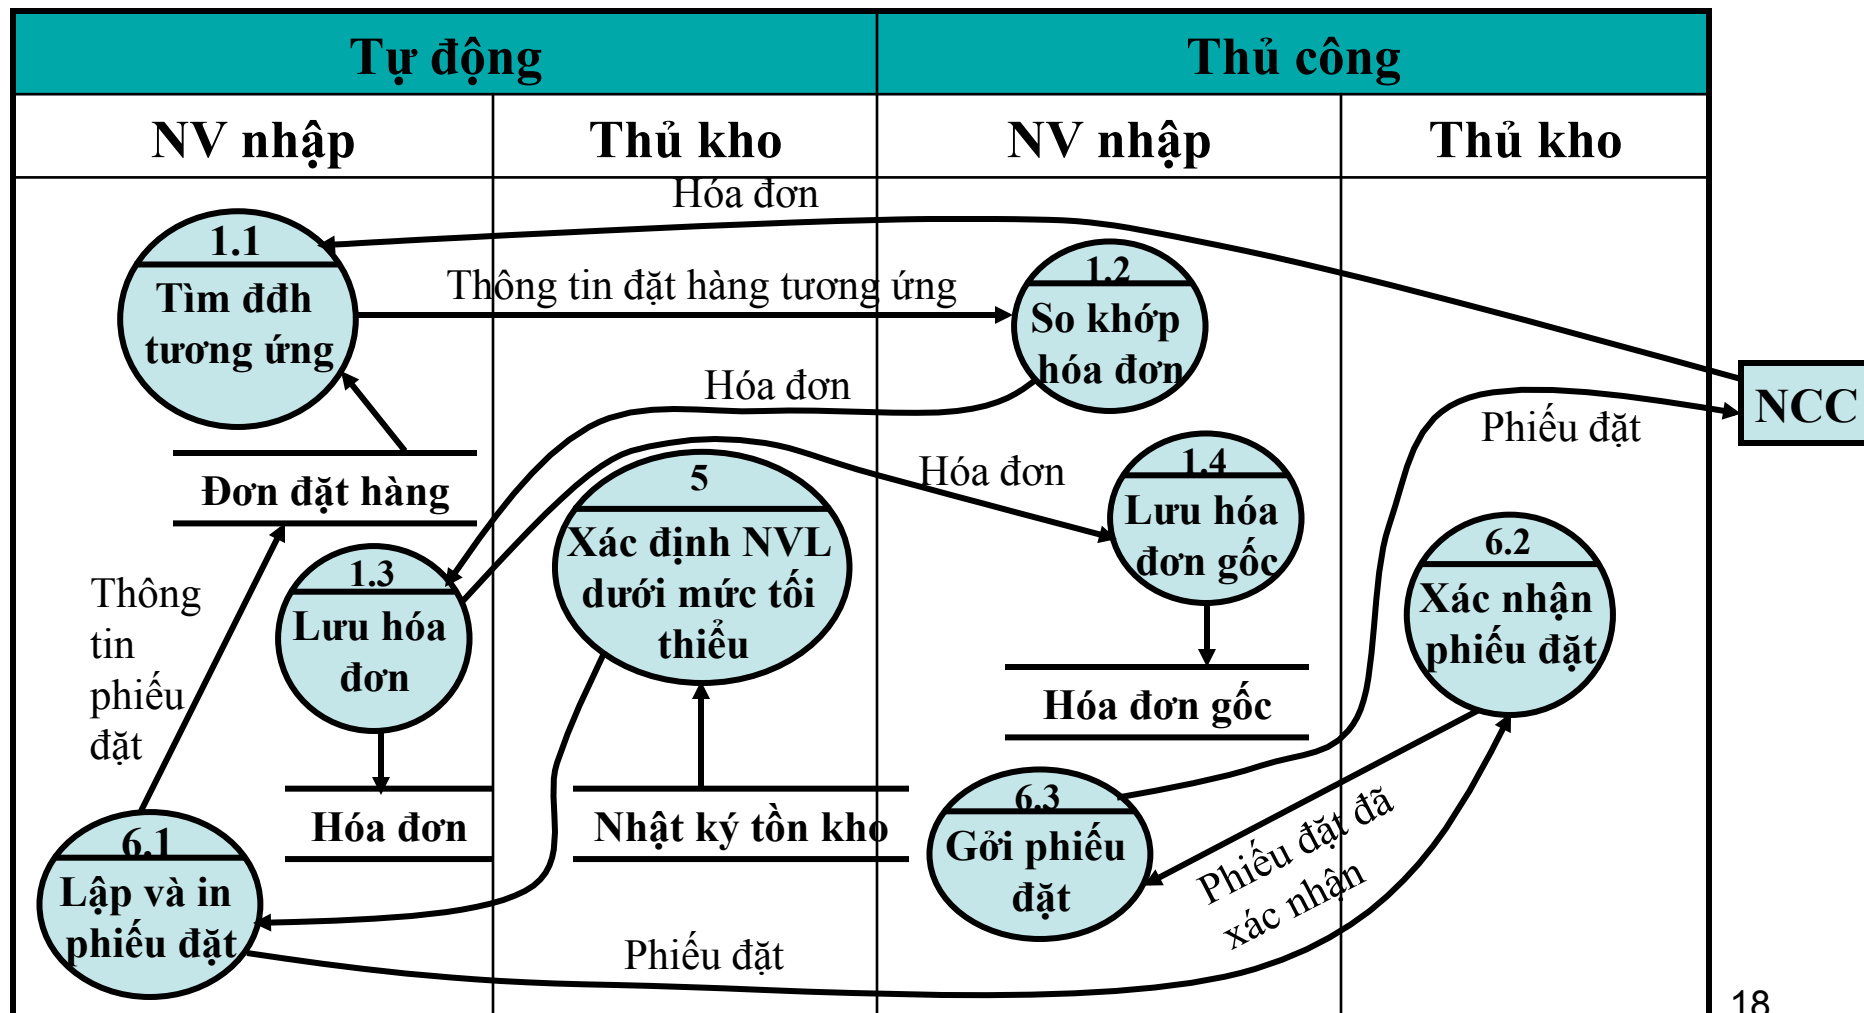 Tự động
Thủ công
NV nhập
Thủ kho
NV nhập
Thủ kho
Hóa đơn
1.1
Tìm đđh
tương ứng
Thông tin đặt hàng tương ứng
1.2
So khớp
hóa đơn
NCC
Hóa đơn
Phiếu đặt
Đơn đặt hàng
5
Xác định NVL
dưới mức tối
thiểu
Hóa đơn
1.4
Lưu hóa
đơn gốc
6.2
Xác nhận
phiếu đặt
Thông
tin
phiếu
đặt
1.3
Lưu hóa
đơn
Hóa đơn gốc
Hóa đơn
Nhật ký tồn kho
6.3
Gởi phiếu
đặt
Phiếu đặt đã
xác nhận
6.1
Lập và in
phiếu đặt
Phiếu đặt
18